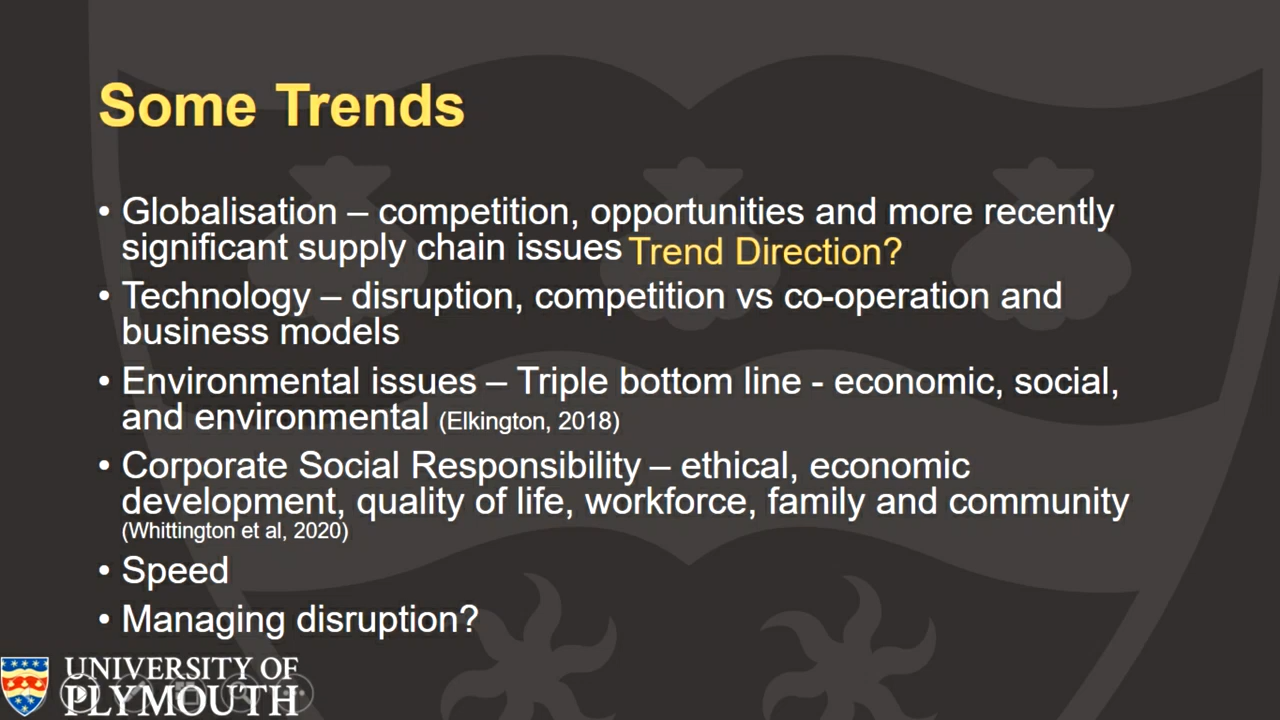 Some Trends
• Globalisation – competition, opportunities and more recently
significant supply chain issues Trend Direction?
• Technology – disruption, competition vs co-operation and
business models
• Environmental issues – Triple bottom line - economic, social,
and environmental (Elkington, 2018)
• Corporate Social Responsibility – ethical, economic
development, quality of life, workforce, family and community
(Whittington et al, 2020)
• Speed
• Managing disruption?
UNIVERSITY OF
PLYMOUTH